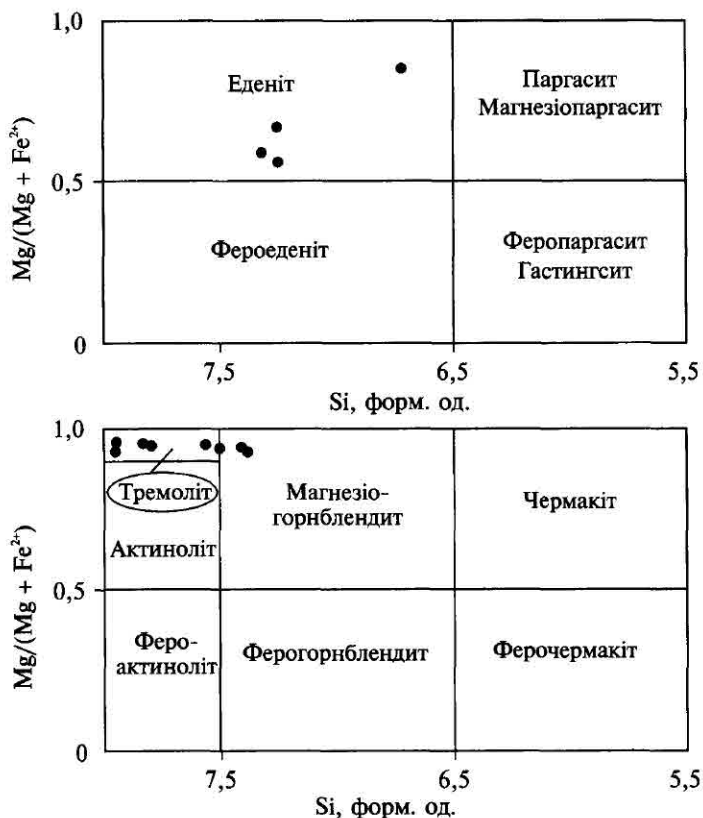 1,0
Еденіт
Паргасит
Магнезіопаргасит
Mg/(Mg + Fe²⁺)
0,5
Фероеденіт
Феропаргасит
Гастингсит
0
7,5
6,5
5,5
Si, форм. од.
1,0
Тремоліт
Магнезіо-
горнблендит
Чермакіт
Актиноліт
Mg/(Mg + Fe²⁺)
0,5
Феро-
актиноліт
Ферогорнблендит
Ферочермакіт
0
7,5
6,5
5,5
Si, форм. од.